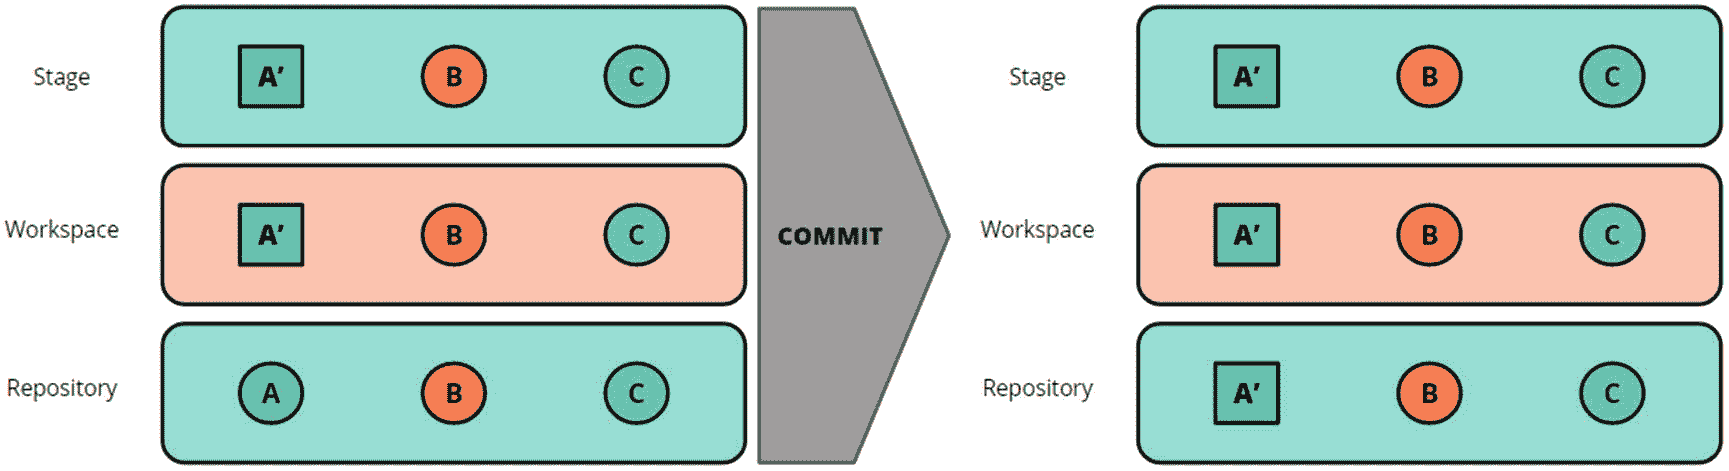 Stage
A’ B C
Workspace
A’ B C
Repository
A B C
COMMIT
Stage
A’ B C
Workspace
A’ B C
Repository
A’ B C